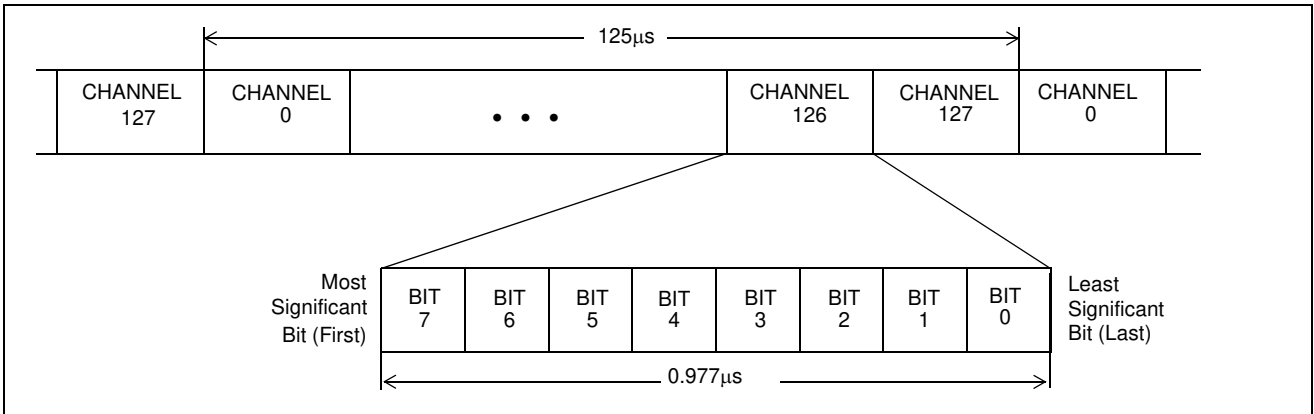 125μs
CHANNEL
127
CHANNEL
0
• • •
CHANNEL
126
CHANNEL
127
CHANNEL
0
Most
Significant
Bit (First)
BIT
7
BIT
6
BIT
5
BIT
4
BIT
3
BIT
2
BIT
1
BIT
0
Least
Significant
Bit (Last)
0.977μs